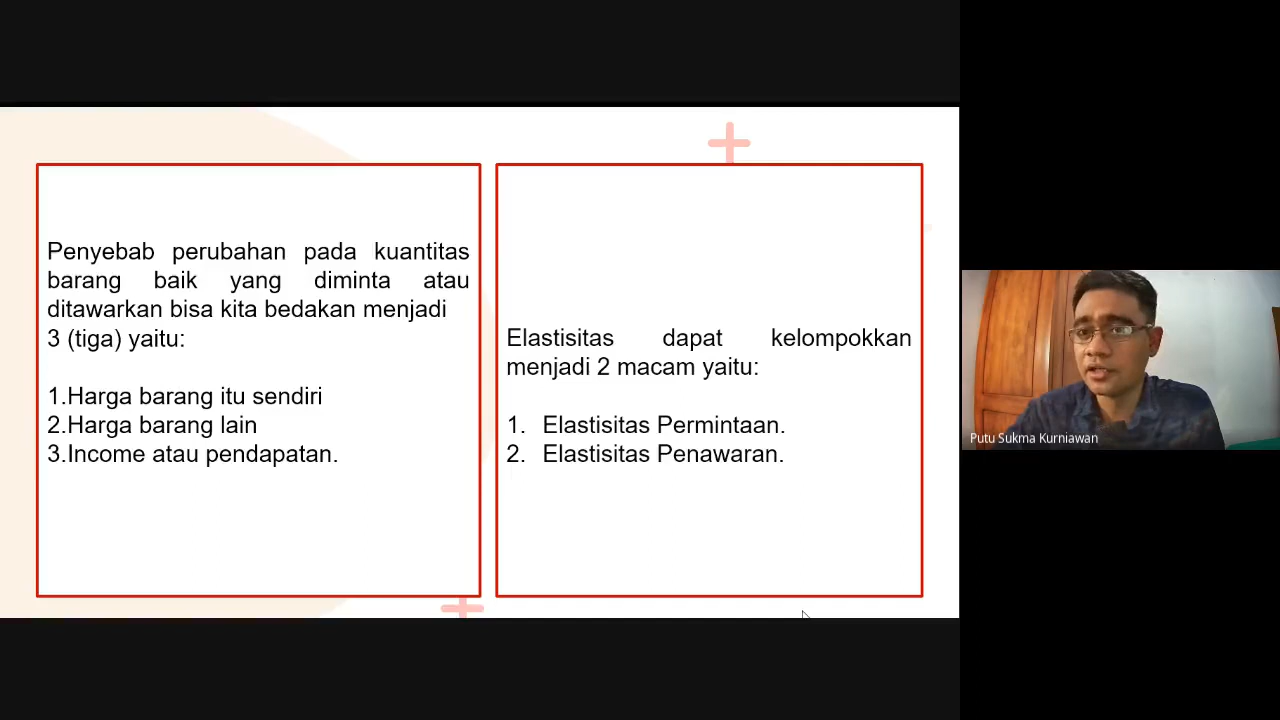 Penyebab perubahan pada kuantitas
barang baik yang diminta atau
ditawarkan bisa kita bedakan menjadi
3 (tiga) yaitu:
1.Harga barang itu sendiri
2.Harga barang lain
3.Income atau pendapatan.
Elastisitas dapat kelompokkan
menjadi 2 macam yaitu:
1. Elastisitas Permintaan.
2. Elastisitas Penawaran.
Putu Sukma Kurniawan